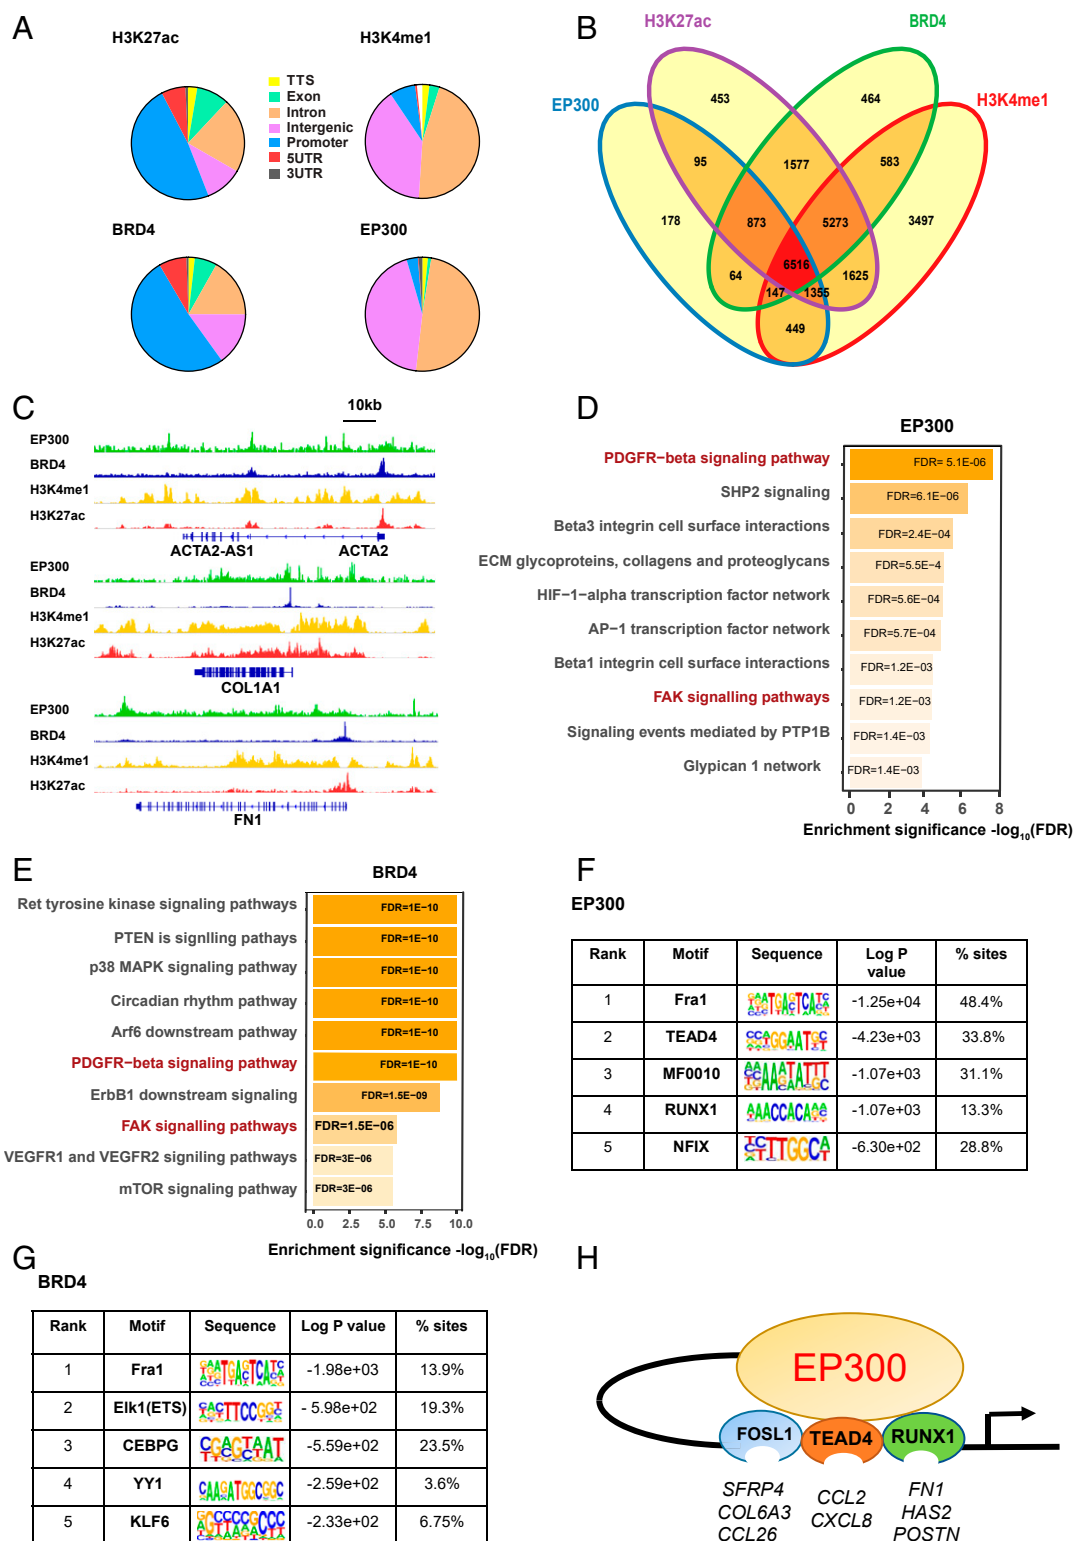 A
H3K27ac
H3K4me1
TTS
Exon
Intron
Intergenic
Promoter
5UTR
3UTR
BRD4
EP300
B
H3K27ac
BRD4
EP300
H3K4me1
453
464
95
1577
583
178
873
5273
3497
64
6516
1625
147
1355
449
C
10kb
EP300
BRD4
H3K4me1
H3K27ac
ACTA2-AS1
ACTA2
EP300
BRD4
H3K4me1
H3K27ac
COL1A1
EP300
BRD4
H3K4me1
H3K27ac
FN1
D
EP300
PDGFR−beta signaling pathway FDR= 5.1E-06
SHP2 signaling FDR=6.1E−06
Beta3 integrin cell surface interactions FDR=2.4E−04
ECM glycoproteins, collagens and proteoglycans FDR=5.5E−4
HIF−1−alpha transcription factor network FDR=5.6E−04
AP−1 transcription factor network FDR=5.7E−04
Beta1 integrin cell surface interactions FDR=1.2E−03
FAK signalling pathways FDR=1.2E−03
Signaling events mediated by PTP1B FDR=1.4E−03
Glypican 1 network FDR=1.4E−03
0 2 4 6 8
Enrichment significance -log10(FDR)
E
BRD4
Ret tyrosine kinase signaling pathways FDR=1E−10
PTEN is signlling pathays FDR=1E−10
p38 MAPK signaling pathway FDR=1E−10
Circadian rhythm pathway FDR=1E−10
Arf6 downstream pathway FDR=1E−10
PDGFR−beta signaling pathway FDR=1E−10
ErbB1 downstream signaling FDR=1.5E−09
FAK signalling pathways FDR=1.5E−06
VEGFR1 and VEGFR2 signiling pathways FDR=3E−06
mTOR signaling pathway FDR=3E−06
0.0 2.5 5.0 7.5 10.0
Enrichment significance -log10(FDR)
F
EP300
Rank Motif Sequence Log P value % sites
1 Fra1 -1.25e+04 48.4%
2 TEAD4 -4.23e+03 33.8%
3 MF0010 -1.07e+03 31.1%
4 RUNX1 -1.07e+03 13.3%
5 NFIX -6.30e+02 28.8%
G
BRD4
Rank Motif Sequence Log P value % sites
1 Fra1 -1.98e+03 13.9%
2 Elk1(ETS) - 5.98e+02 19.3%
3 CEBPG -5.59e+02 23.5%
4 YY1 CAAGATGGCGGC -2.59e+02 3.6%
5 KLF6 -2.33e+02 6.75%
H
EP300
FOSL1 TEAD4 RUNX1
SFRP4
COL6A3
CCL26
CCL2
CXCL8
FN1
HAS2
POSTN